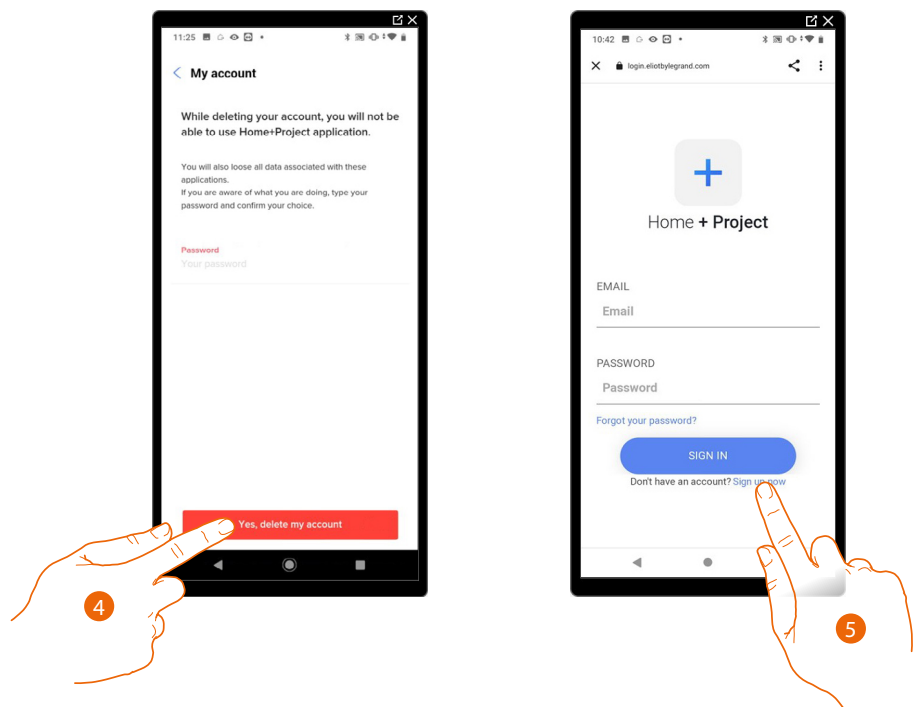 11:25
My account
While deleting your account, you will not be
able to use Home+Project application.
You will also loose all data associated with these
applications.
If you are aware of what you are doing, type your
password and confirm your choice.
Password
Your password
Yes, delete my account
4
10:42
login.eliotbylegrand.com
Home + Project
EMAIL
Email
PASSWORD
Password
Forgot your password?
SIGN IN
Don't have an account? Sign up now
5